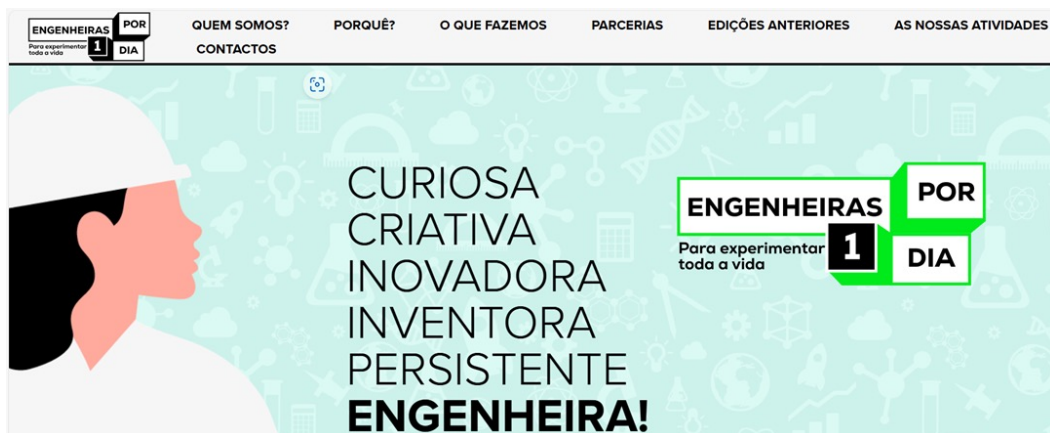 ENGENHEIRAS POR
Para experimentar 1 DIA
toda a vida
QUEM SOMOS? PORQUÊ? O QUE FAZEMOS PARCERIAS EDIÇÕES ANTERIORES AS NOSSAS ATIVIDADES
CONTACTOS
CURIOSA
CRIATIVA
INOVADORA
INVENTORA
PERSISTENTE
ENGENHEIRA!
ENGENHEIRAS POR
Para experimentar 1 DIA
toda a vida